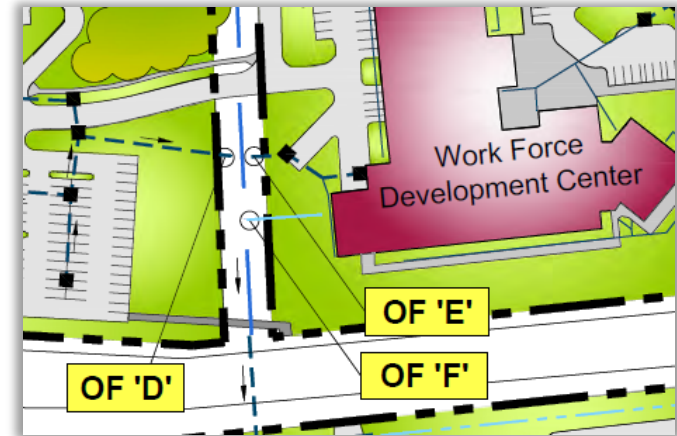 Work Force
Development Center
OF 'E'
OF 'D'
OF 'F'